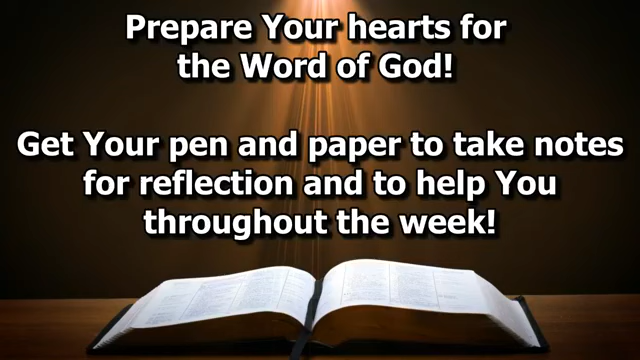 Prepare Your hearts for
the Word of God!
Get Your pen and paper to take notes
for reflection and to help You
throughout the week!